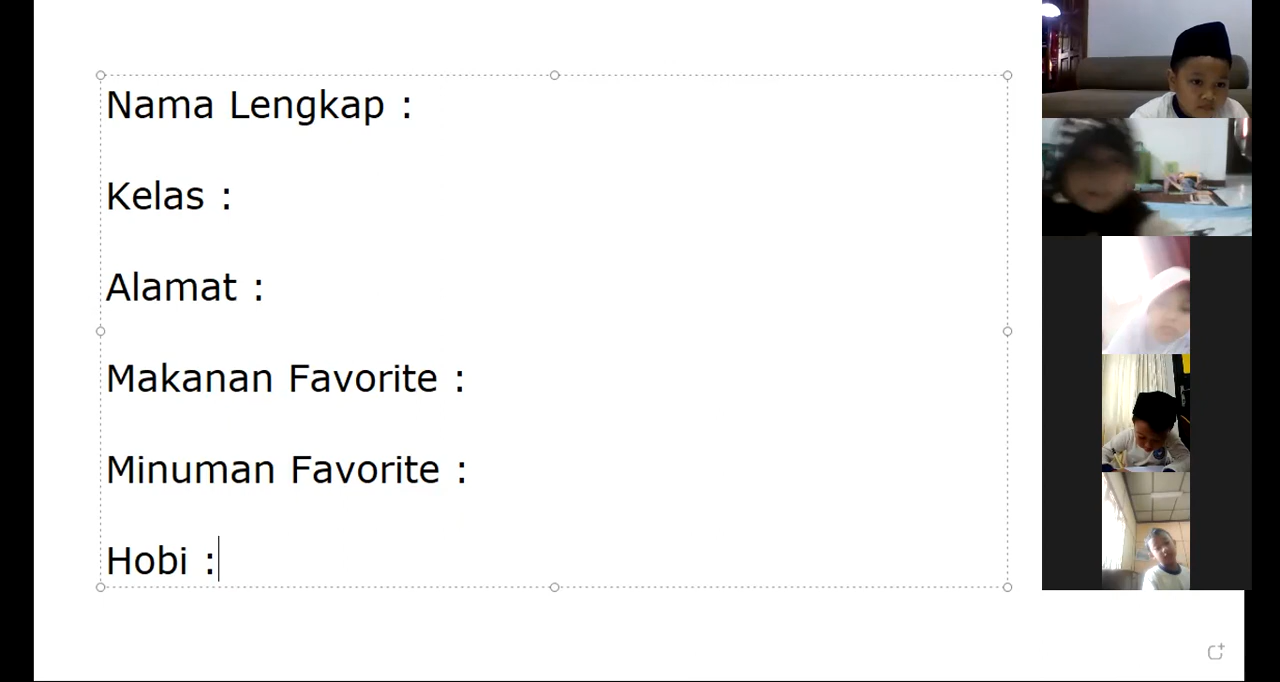 Nama Lengkap :
Kelas :
Alamat :
Makanan Favorite :
Minuman Favorite :
Hobi :